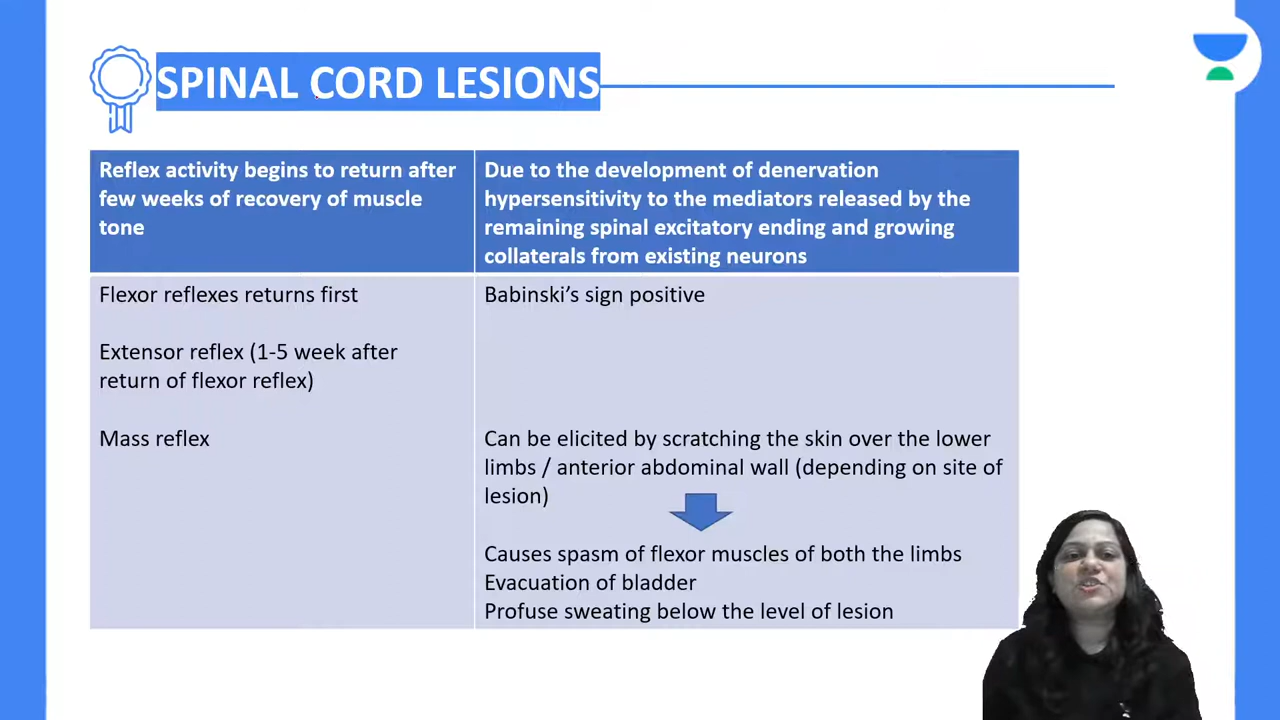 SPINAL CORD LESIONS
Reflex activity begins to return after
few weeks of recovery of muscle
tone
Due to the development of denervation
hypersensitivity to the mediators released by the
remaining spinal excitatory ending and growing
collaterals from existing neurons
Flexor reflexes returns first
Babinski’s sign positive
Extensor reflex (1-5 week after
return of flexor reflex)
Mass reflex
Can be elicited by scratching the skin over the lower
limbs / anterior abdominal wall (depending on site of
lesion)
Causes spasm of flexor muscles of both the limbs
Evacuation of bladder
Profuse sweating below the level of lesion